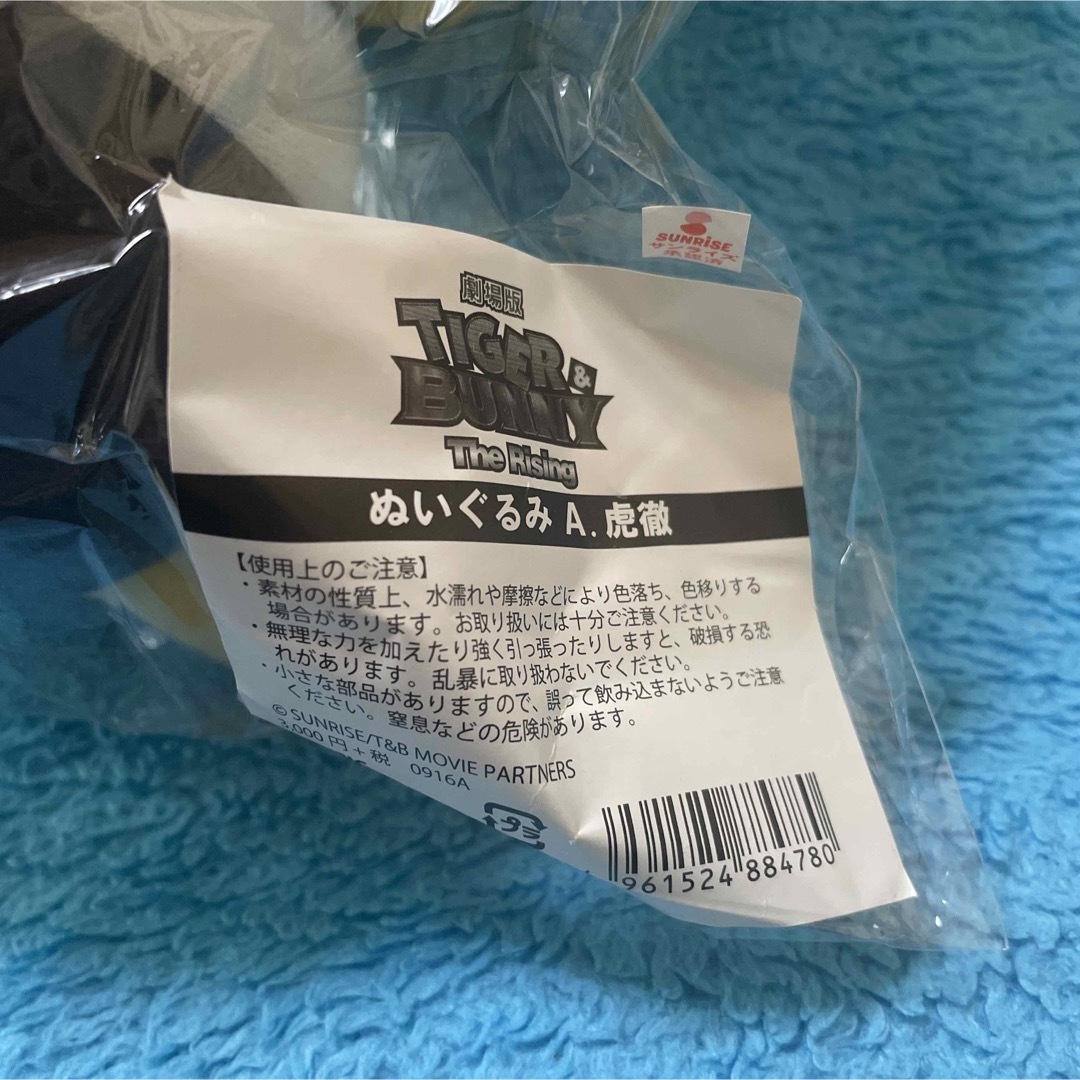 SUNRiSE
サンライズ
承認済
劇場版
TIGER &
BUNNY
The Rising
ぬいぐるみ A. 虎徹
【使用上のご注意】
・素材の性質上、水濡れや摩擦などにより色落ち、色移りする
場合があります。お取り扱いには十分ご注意ください。
・無理な力を加えたり強く引っ張ったりしますと、破損する恐
れがあります。乱暴に取り扱わないでください。
・小さな部品がありますので、誤って飲み込まないようご注意
ください。窒息などの危険があります。
©SUNRISE/T&B MOVIE PARTNERS
3,000円+税 0916A
プラ
961524 884780